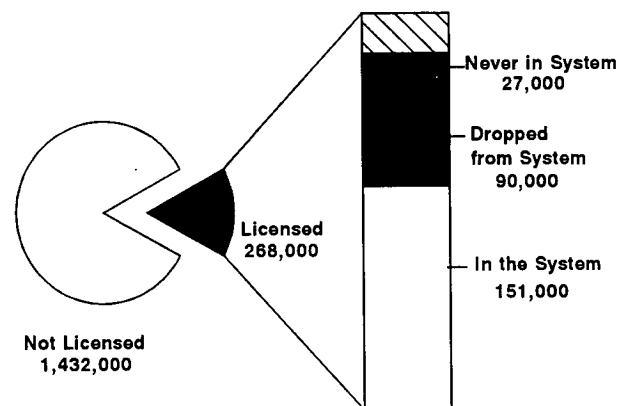 Never in System
27,000
Dropped
from System
90,000
Licensed
268,000
In the System
151,000
Not Licensed
1,432,000